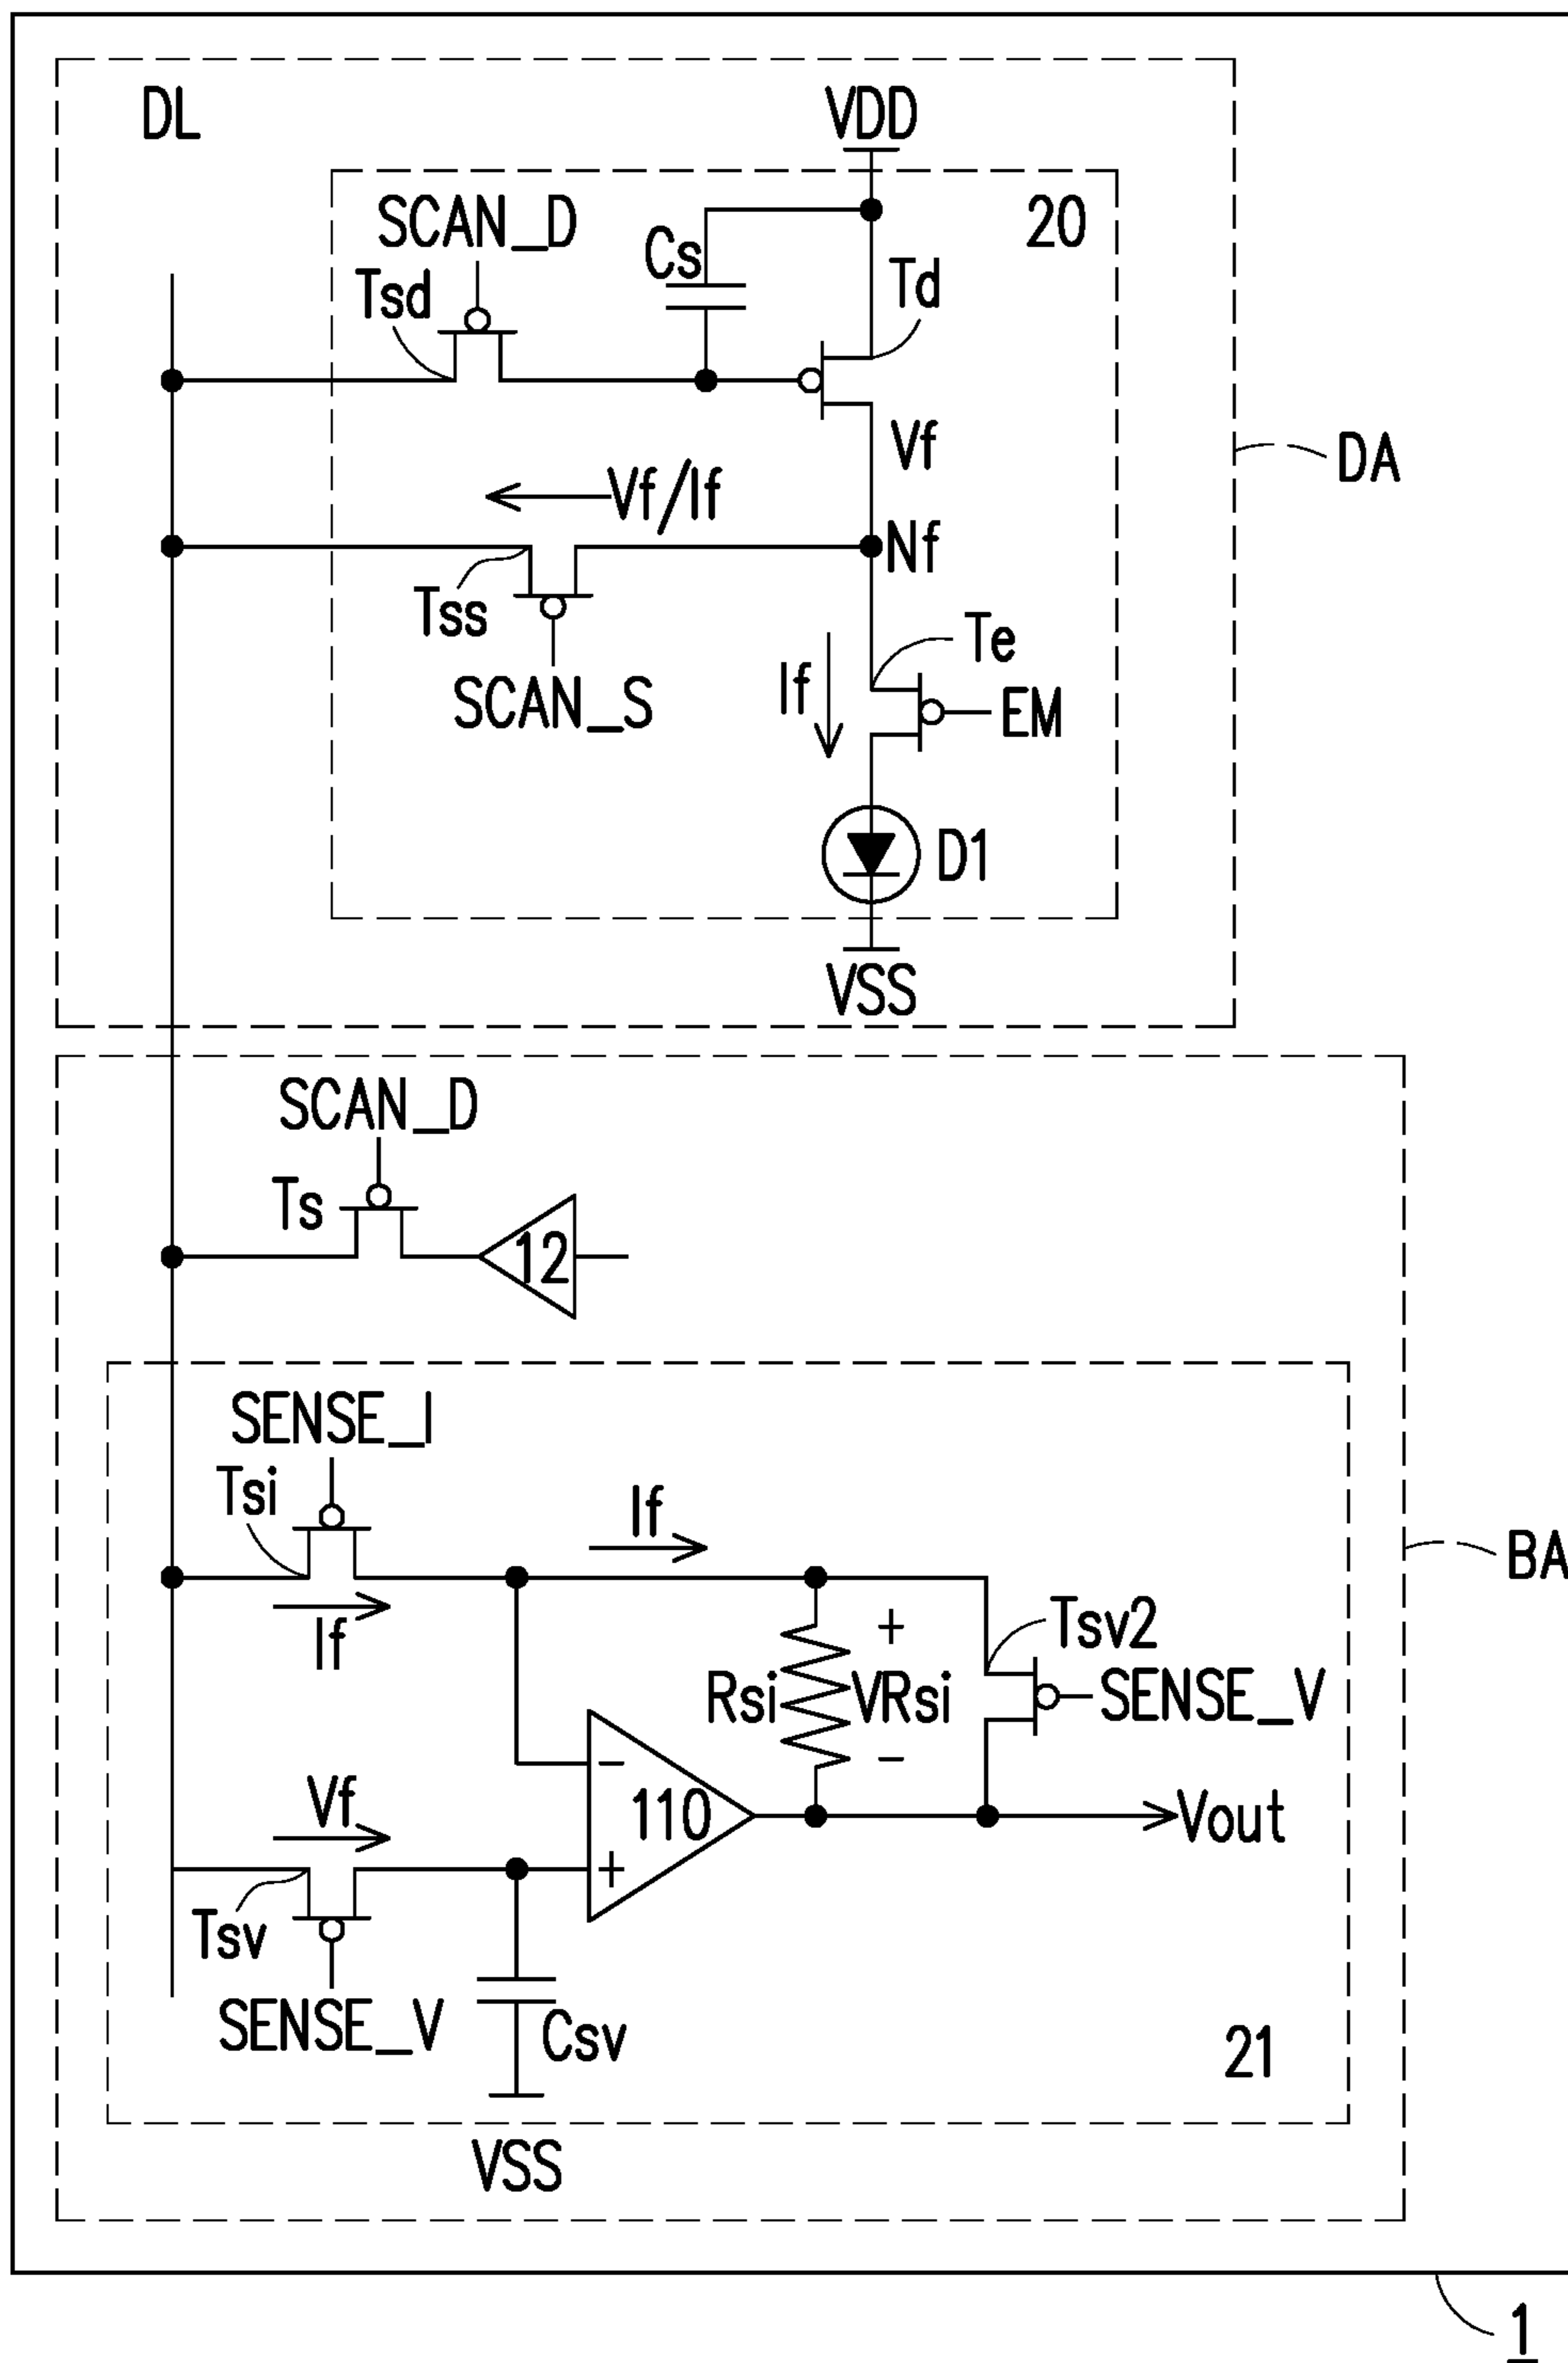 DL
VDD
SCAN_D
20
Cs
Tsd
Td
Vf
DA
Vf/If
Nf
Tss
Te
If
SCAN_S
EM
D1
VSS
SCAN_D
Ts
12
SENSE_I
Tsi
If
BA
If
Tsv2
+
Rsi
VRsi
SENSE_V
−
−
Vf
110
Vout
+
Tsv
SENSE_V
Csv
21
VSS
1